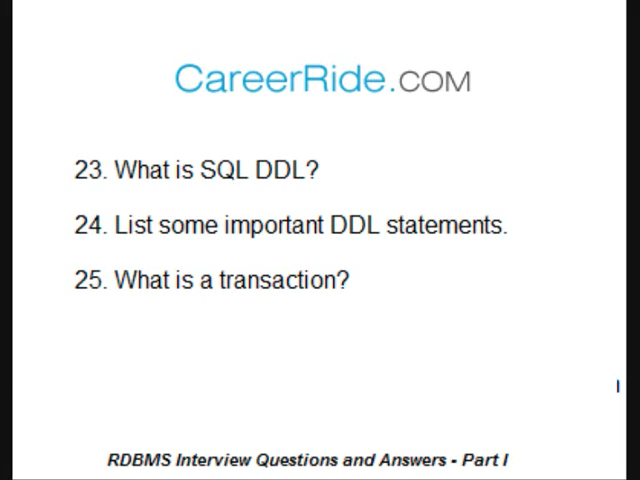 CareerRide.COM
23. What is SQL DDL?
24. List some important DDL statements.
25. What is a transaction?
RDBMS Interview Questions and Answers - Part I